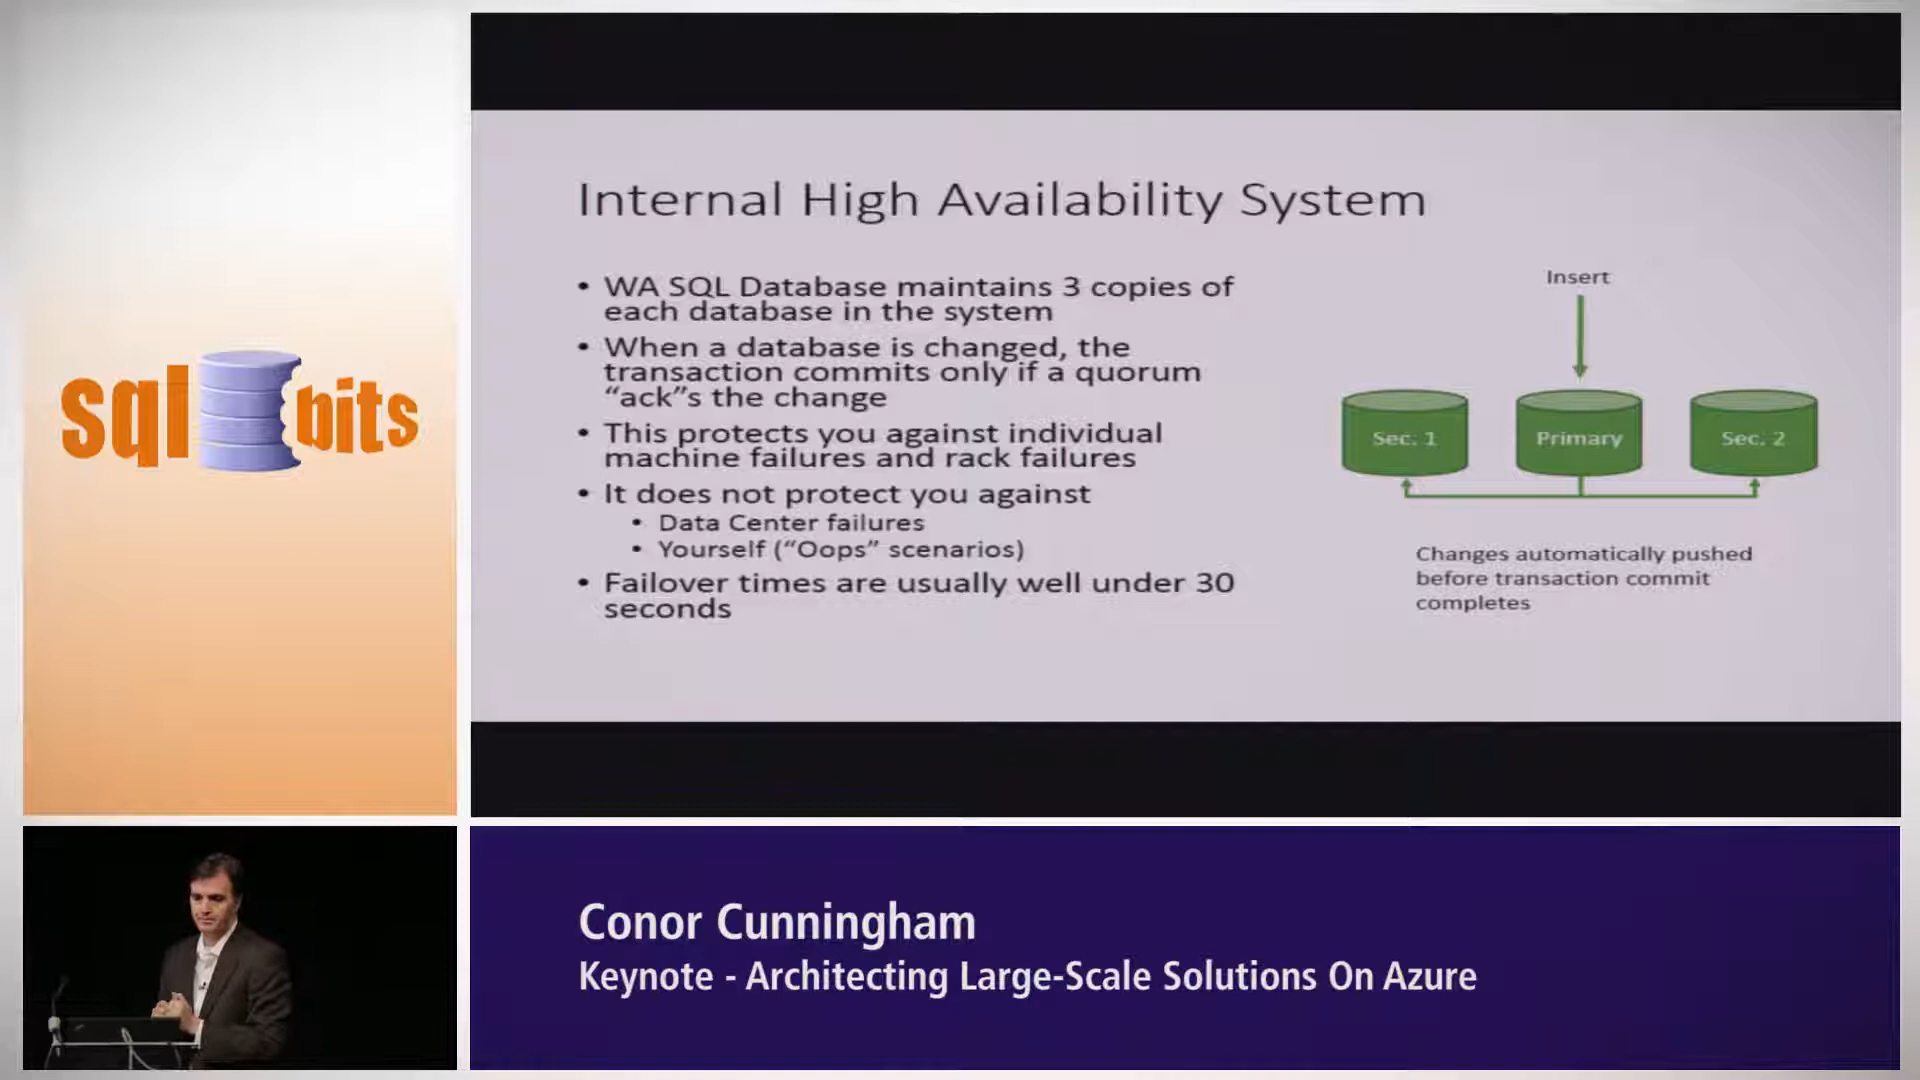 sql bits
Internal High Availability System
• WA SQL Database maintains 3 copies of
each database in the system
• When a database is changed, the
transaction commits only if a quorum
“ack”s the change
• This protects you against individual
machine failures and rack failures
• It does not protect you against
• Data Center failures
• Yourself (“Oops” scenarios)
• Failover times are usually well under 30
seconds
Insert
Sec. 1
Primary
Sec. 2
Changes automatically pushed
before transaction commit
completes
Conor Cunningham
Keynote - Architecting Large-Scale Solutions On Azure